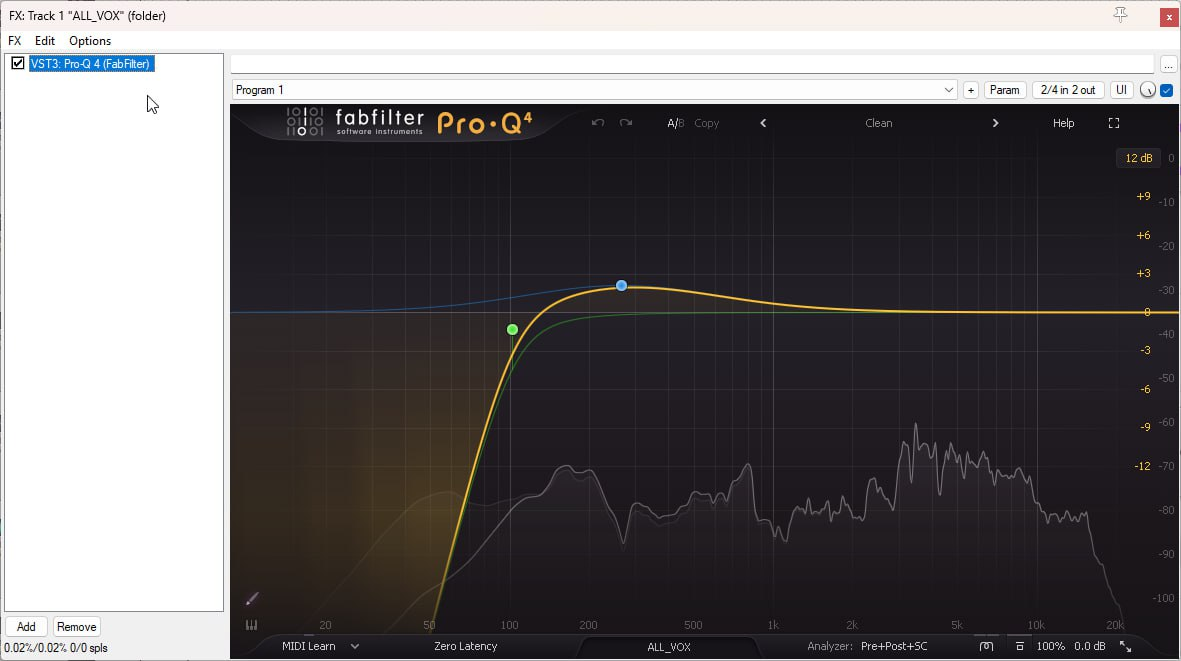 FX: Track 1 "ALL_VOX" (folder)
x
FX Edit Options
VST3: Pro-Q 4 (FabFilter)
...
Program 1
+ Param 2/4 in 2 out UI
fabfilter
software instruments
Pro·Q4
A/B Copy
Clean
Help
12 dB 0
+9 -10
+6 -20
+3 -30
0 -40
-3 -50
-6 -60
-9
-12 -70
-80
-90
-100
20 50 100 200 500 1k 2k 5k 10k 20k
Add Remove
0.02%/0.02% 0/0 spls
MIDI Learn Zero Latency ALL_VOX Analyzer: Pre+Post+SC 100% 0.0 dB